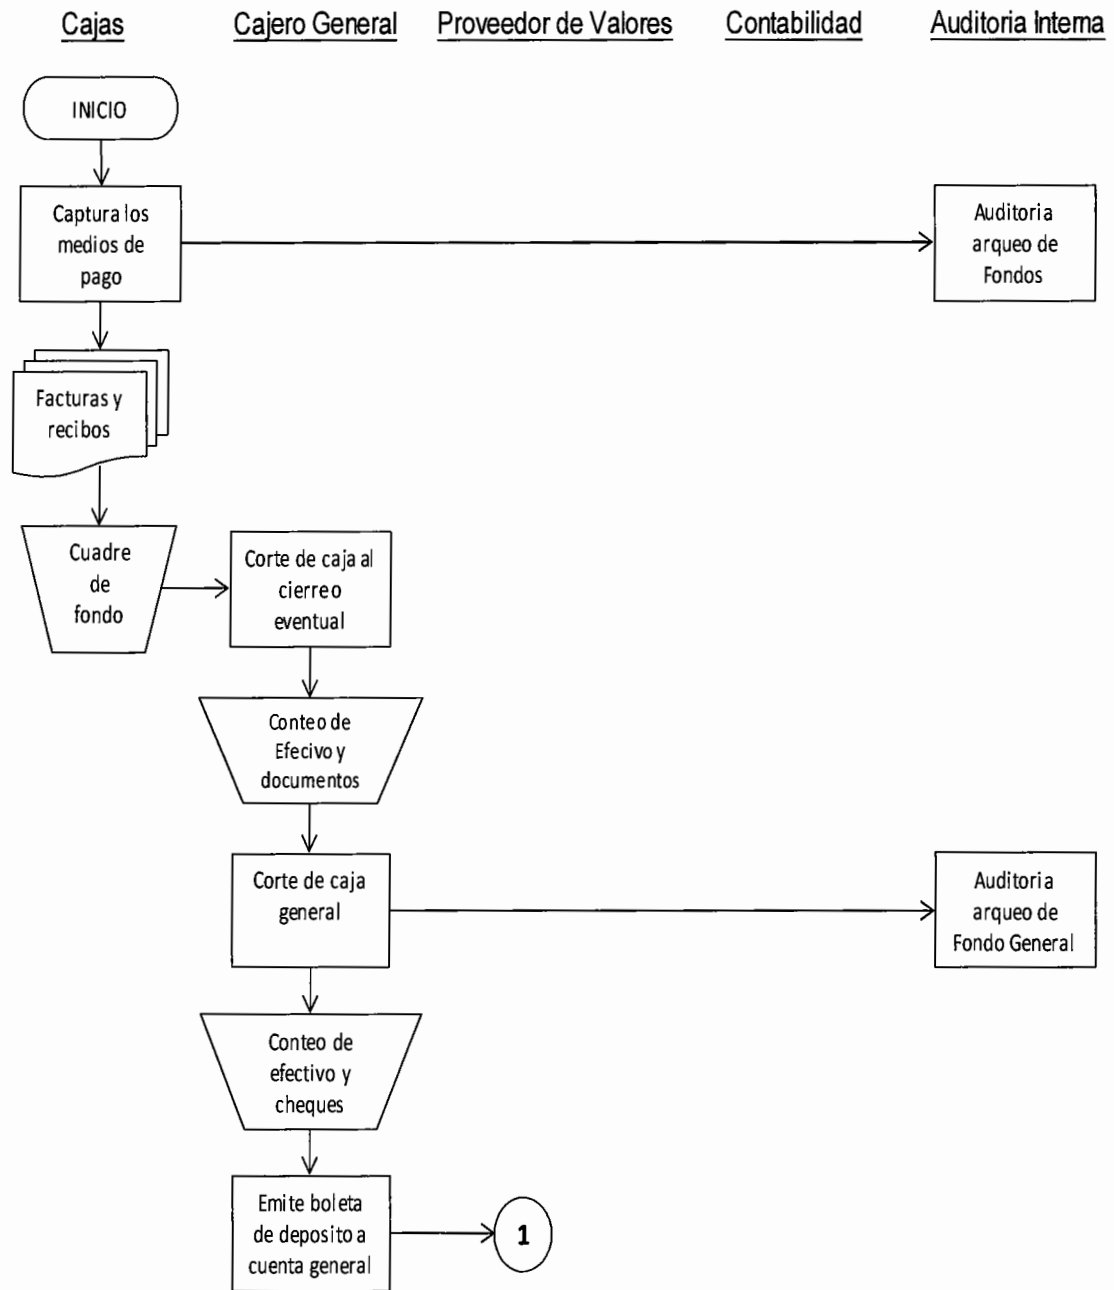 Cajas
Cajero General
Proveedor de Valores
Contabilidad
Auditoria Interna
INICIO
Captura los
medios de
pago
Auditoria
arqueo de
Fondos
Facturas y
recibos
Cuadre
de
fondo
Corte de caja al
cierre o
eventual
Conteo de
Efecivo y
documentos
Corte de caja
general
Auditoria
arqueo de
Fondo General
Conteo de
efectivo y
cheques
Emite boleta
de deposito a
cuenta general
1